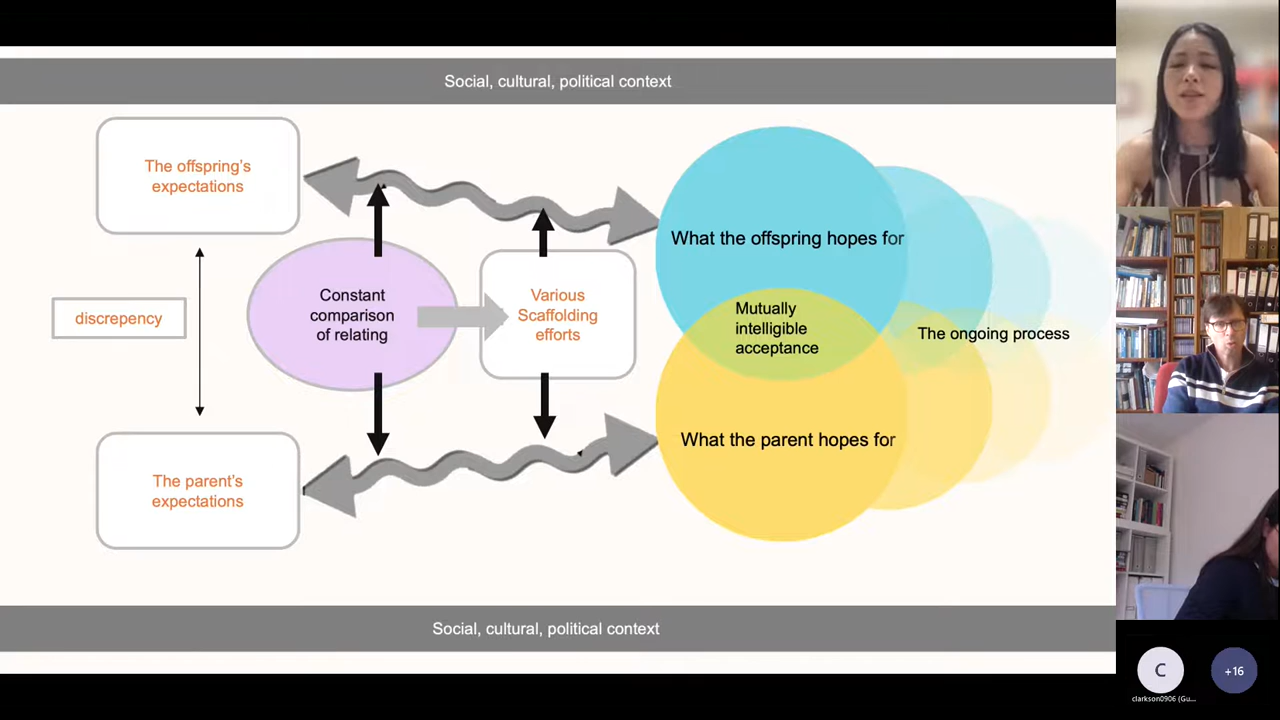 Social, cultural, political context
The offspring's
expectations
What the offspring hopes for
Constant
comparison
of relating
Various
Scaffolding
efforts
discrepency
Mutually
intelligible
acceptance
The ongoing process
What the parent hopes for
The parent's
expectations
Social, cultural, political context
C
+16
clarkson0906 (Gu...